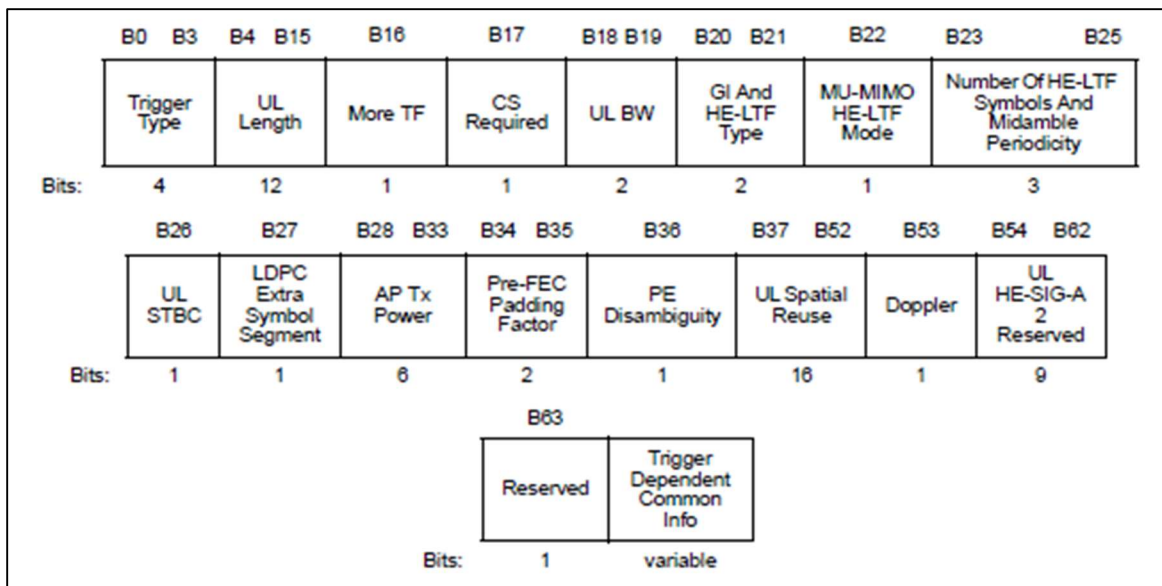 B0 B3 B4 B15 B16 B17 B18 B19 B20 B21 B22 B23 B25
Trigger Type
UL Length
More TF
CS Required
UL BW
GI And HE-LTF Type
MU-MIMO HE-LTF Mode
Number Of HE-LTF Symbols And Midamble Periodicity
Bits: 4 12 1 1 2 2 1 3
B26 B27 B28 B33 B34 B35 B36 B37 B52 B53 B54 B62
UL STBC
LDPC Extra Symbol Segment
AP Tx Power
Pre-FEC Padding Factor
PE Disambiguity
UL Spatial Reuse
Doppler
UL HE-SIG-A 2 Reserved
Bits: 1 1 6 2 1 16 1 9
B63
Reserved
Trigger Dependent Common Info
Bits: 1 variable